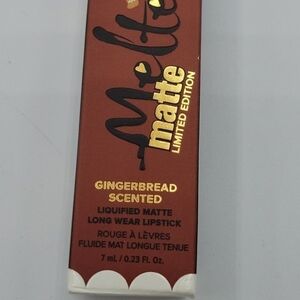 Melte
matte
LIMITED EDITION
GINGERBREAD
SCENTED
LIQUIFIED MATTE
LONG WEAR LIPSTICK
ROUGE À LÈVRES
FLUIDE MAT LONGUE TENUE
7 mL / 0.23 Fl. Oz.